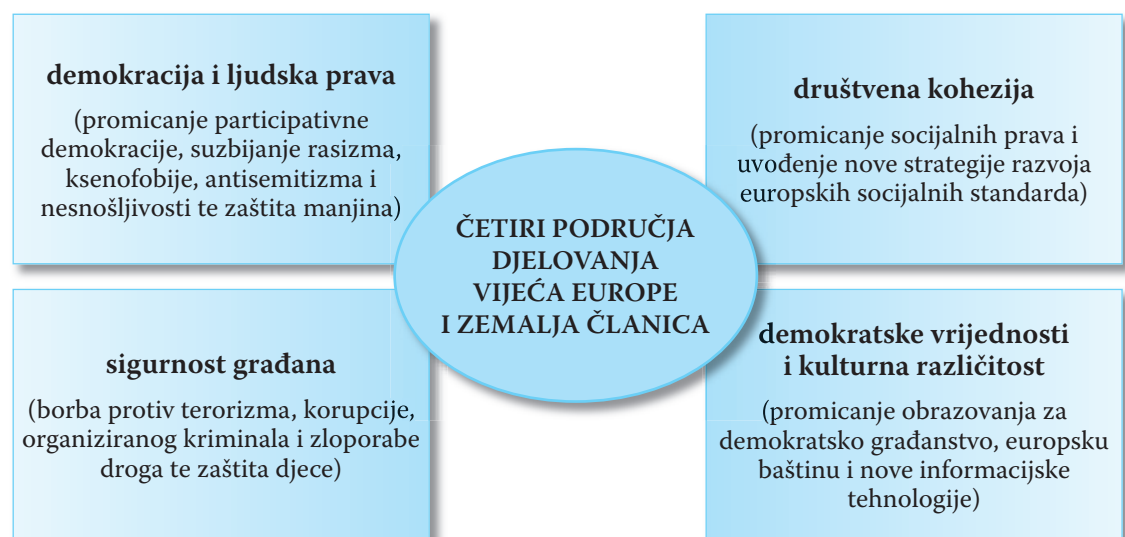 demokracija i ljudska prava
(promicanje participativne
demokracije, suzbijanje rasizma,
ksenofobije, antisemitizma i
nesnošljivosti te zaštita manjina)
društvena kohezija
(promicanje socijalnih prava i
uvođenje nove strategije razvoja
europskih socijalnih standarda)
ČETIRI PODRUČJA
DJELOVANJA
VIJEĆA EUROPE
I ZEMALJA ČLANICA
sigurnost građana
(borba protiv terorizma, korupcije,
organiziranog kriminala i zloporabe
droga te zaštita djece)
demokratske vrijednosti
i kulturna različitost
(promicanje obrazovanja za
demokratsko građanstvo, europsku
baštinu i nove informacijske
tehnologije)